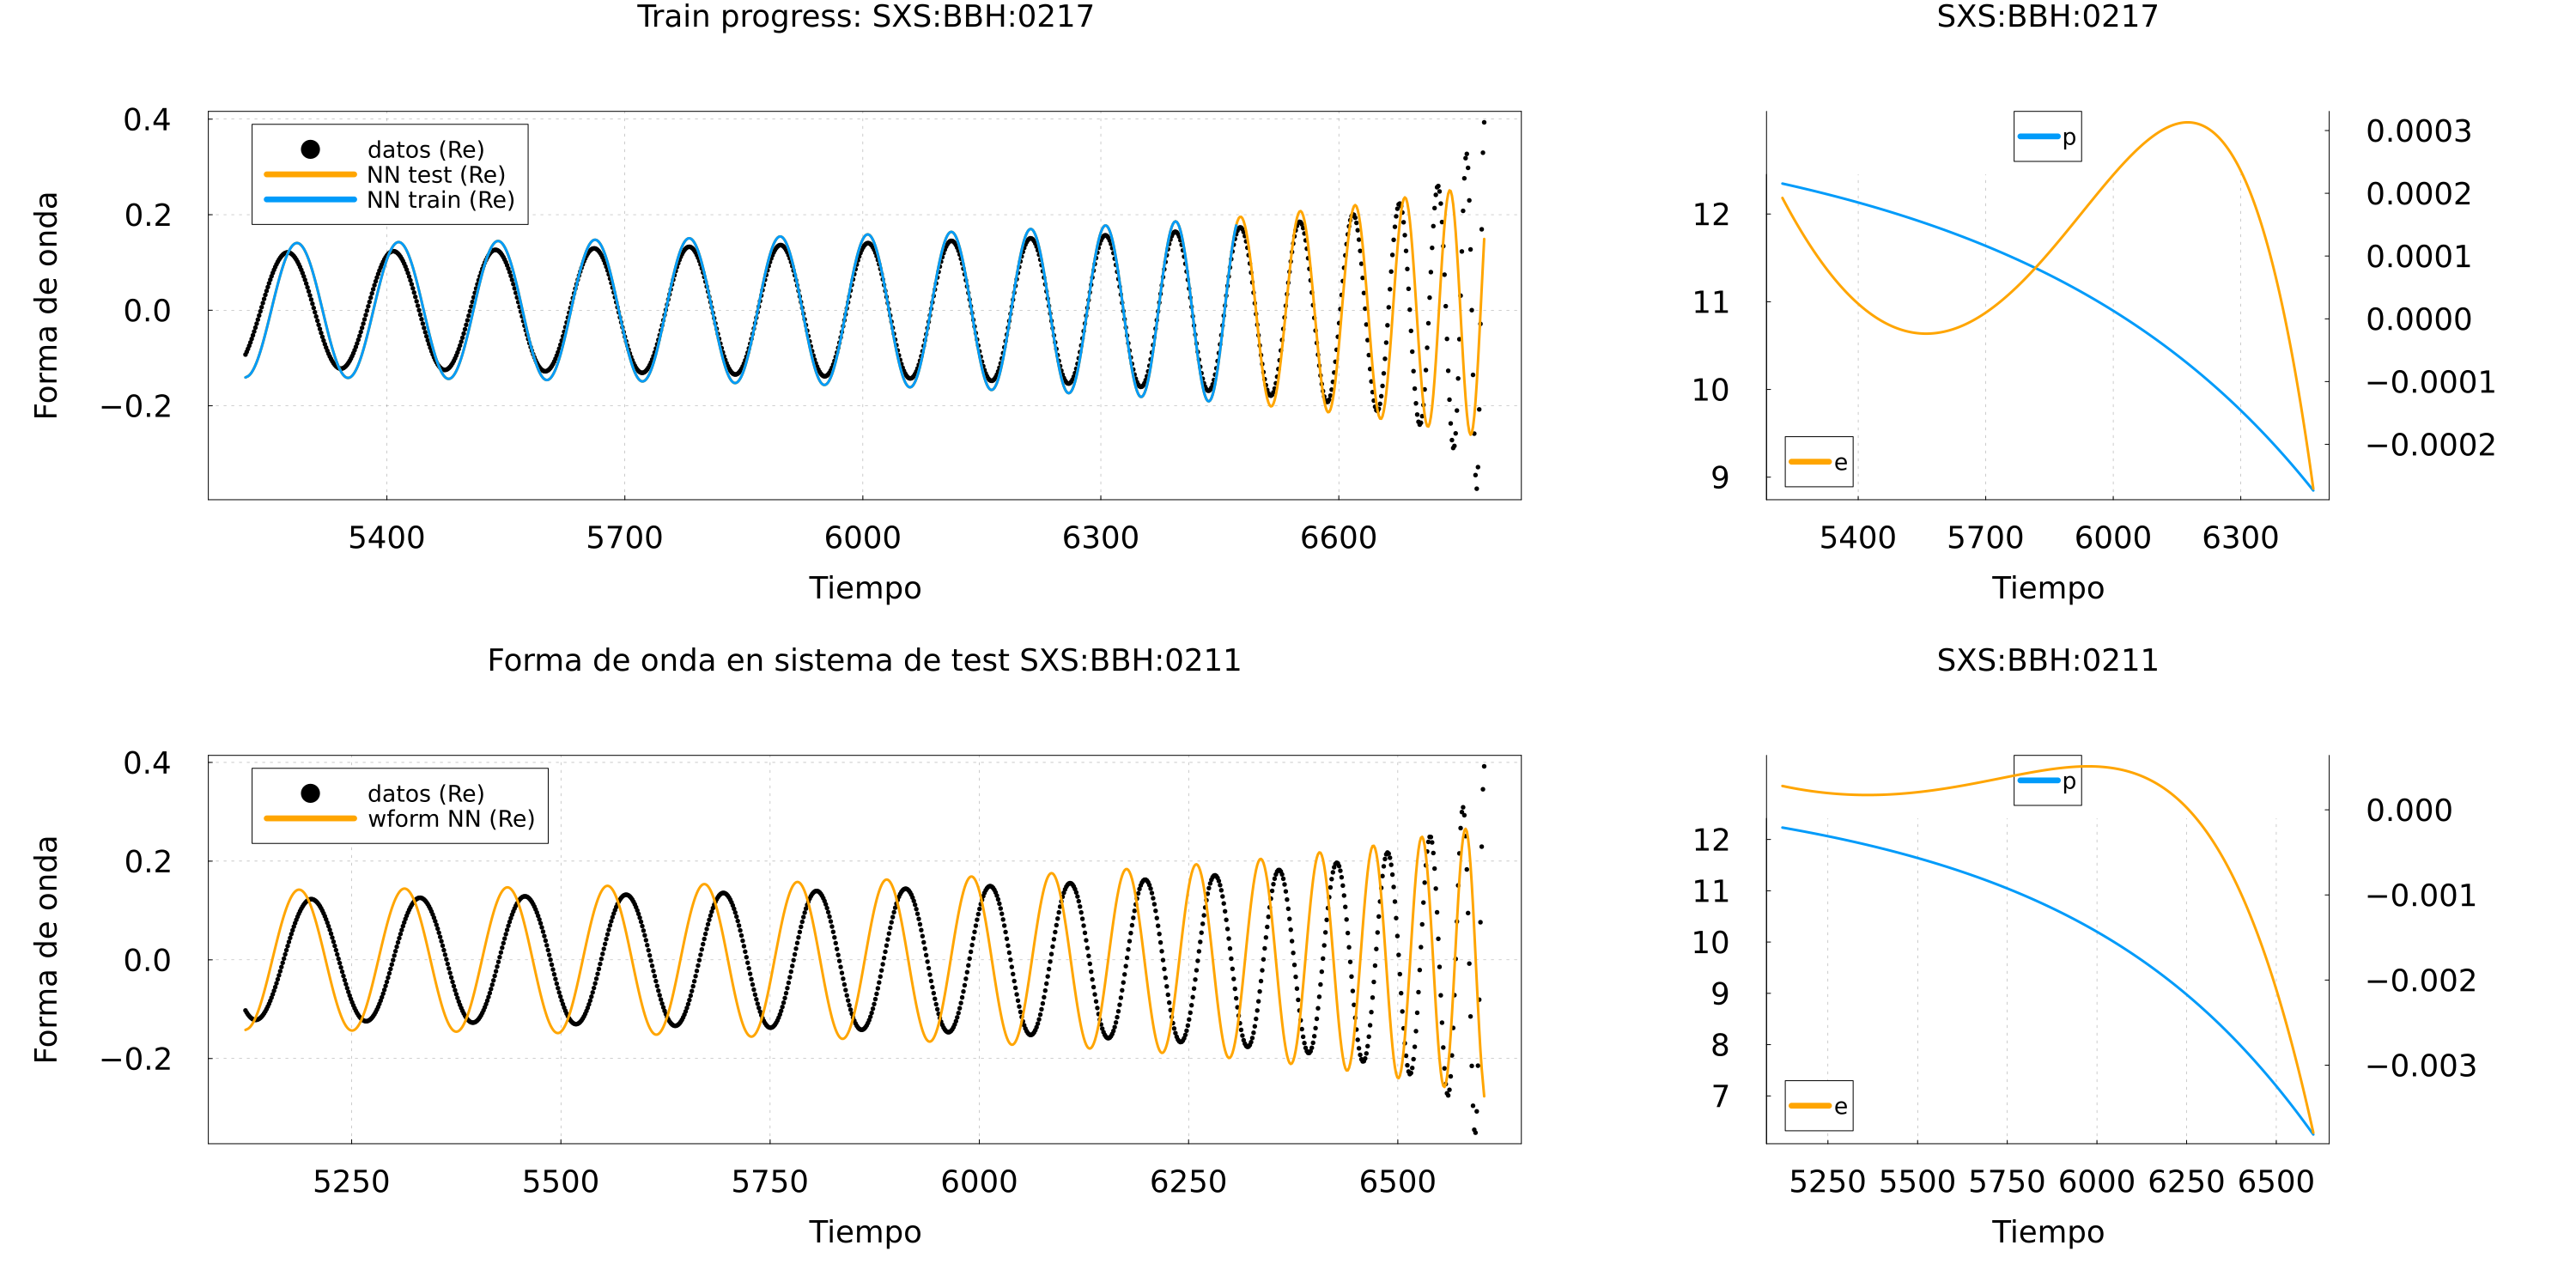 Train progress: SXS:BBH:0217
SXS:BBH:0217
0.4
0.2
0.0
−0.2
Forma de onda
datos (Re)
NN test (Re)
NN train (Re)
5400 5700 6000 6300 6600
Tiempo
12
11
10
9
p
e
0.0003
0.0002
0.0001
0.0000
−0.0001
−0.0002
5400 5700 6000 6300
Tiempo
Forma de onda en sistema de test SXS:BBH:0211
SXS:BBH:0211
0.4
0.2
0.0
−0.2
Forma de onda
datos (Re)
wform NN (Re)
5250 5500 5750 6000 6250 6500
Tiempo
12
11
10
9
8
7
p
e
0.000
−0.001
−0.002
−0.003
5250 5500 5750 6000 6250 6500
Tiempo